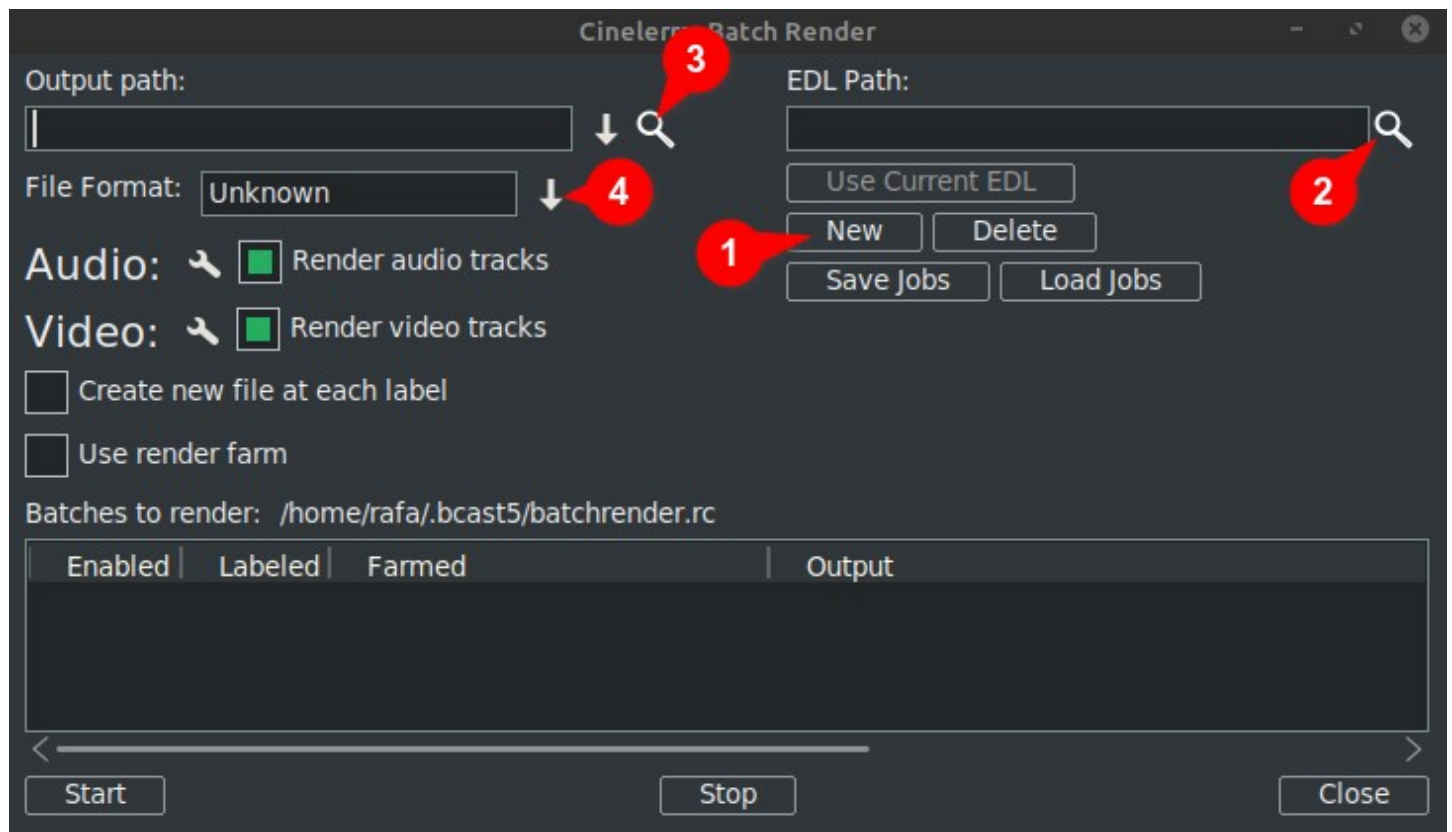 Cinelerra: Batch Render
3
Output path:
EDL Path:
File Format: Unknown
4
Use Current EDL
2
1
New Delete
Audio: Render audio tracks
Save Jobs Load Jobs
Video: Render video tracks
Create new file at each label
Use render farm
Batches to render: /home/rafa/.bcast5/batchrender.rc
Enabled Labeled Farmed Output
Start Stop Close